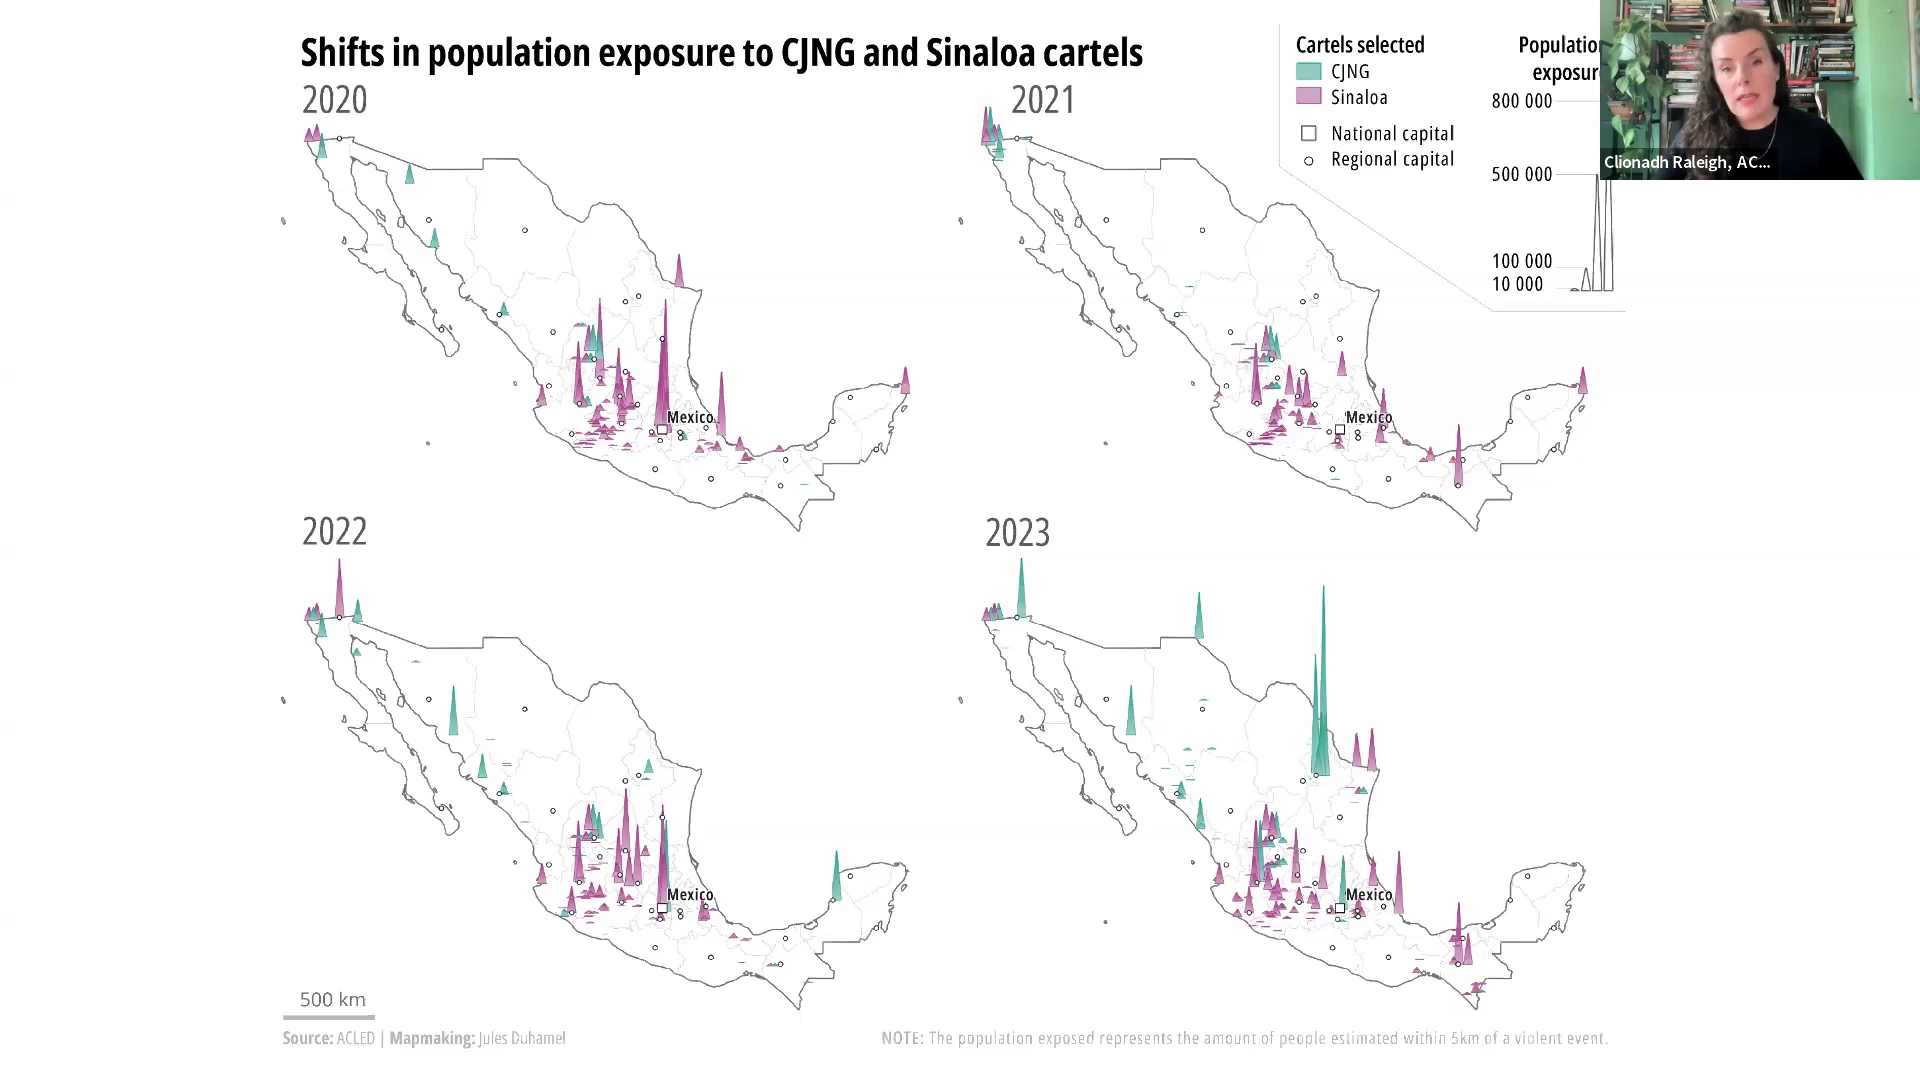 Shifts in population exposure to CJNG and Sinaloa cartels
2020
2021
Cartels selected
CJNG
Sinaloa
National capital
Regional capital
Populatio
exposur
800 000
500 000
100 000
10 000
Clionadh Raleigh, AC...
Mexico
Mexico
2022
2023
Mexico
Mexico
500 km
Source: ACLED | Mapmaking: Jules Duhamel
NOTE: The population exposed represents the amount of people estimated within 5km of a violent event.